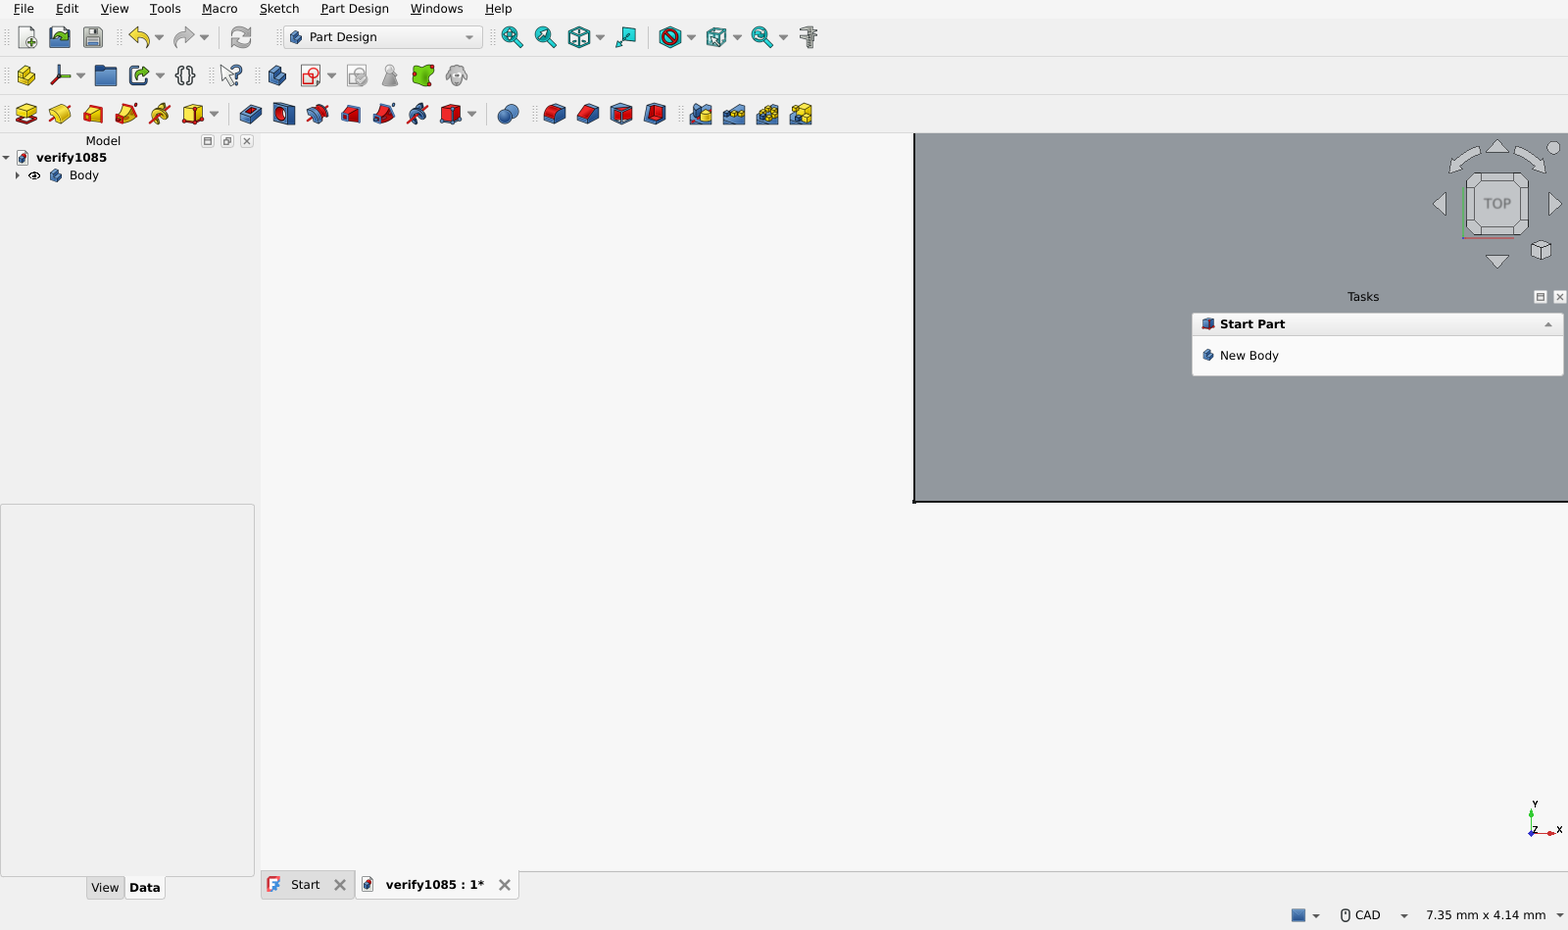 File Edit View Tools Macro Sketch Part Design Windows Help
Part Design
Model
verify1085
Body
TOP
Tasks
Start Part
New Body
Y
Z X
View Data
Start verify1085 : 1*
CAD 7.35 mm x 4.14 mm